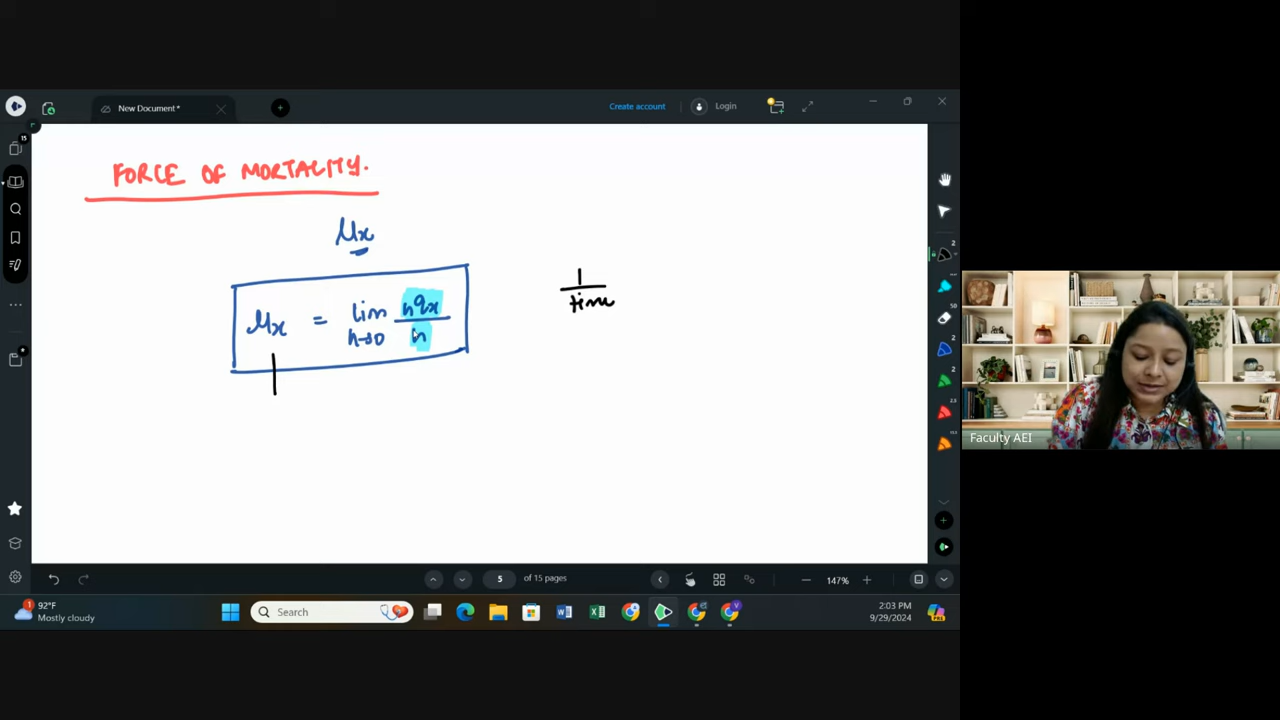 New Document*
Create account
Login
15
FORCE OF MORTALITY.
μx
μx = lim h→0 hqx / h
1 / time
Faculty AEI
5 of 15 pages
147%
92°F
Mostly cloudy
Search
2:03 PM
9/29/2024